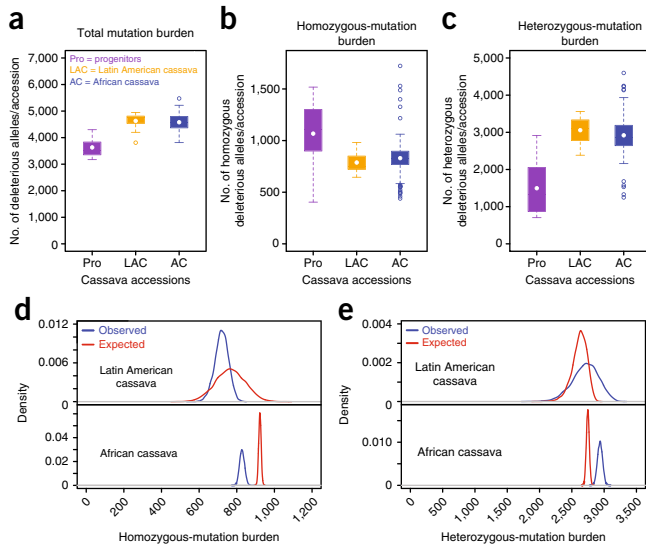 a
Total mutation burden
No. of deleterious alleles/accession
7,000
6,000
5,000
4,000
3,000
2,000
1,000
0
Pro = progenitors
LAC = Latin American cassava
AC = African cassava
Pro LAC AC
Cassava accessions
b
Homozygous-mutation
burden
No. of homozygous
deleterious alleles/accession
1,500
1,000
500
0
Pro LAC AC
Cassava accessions
c
Heterozygous-mutation
burden
No. of heterozygous
deleterious alleles/accession
5,000
4,000
3,000
2,000
1,000
0
Pro LAC AC
Cassava accessions
d
Observed
Expected
Density
0.012
0.006
0
Latin American
cassava
0.04
0.02
0
African cassava
0 200 400 600 800 1,000 1,200
Homozygous-mutation burden
e
Observed
Expected
Density
0.004
0.002
0
Latin American
cassava
0.010
0
African cassava
0 500 1,000 1,500 2,000 2,500 3,000 3,500
Heterozygous-mutation burden